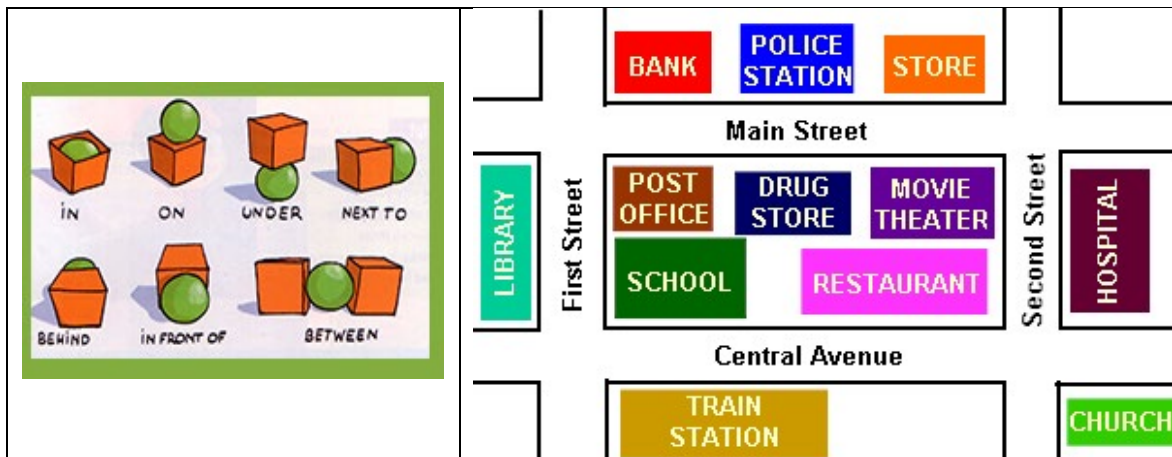 IN
ON
UNDER
NEXT TO
BEHIND
IN FRONT OF
BETWEEN
BANK
POLICE
STATION
STORE
Main Street
LIBRARY
First Street
POST
OFFICE
DRUG
STORE
MOVIE
THEATER
SCHOOL
RESTAURANT
Second Street
HOSPITAL
Central Avenue
TRAIN
STATION
CHURCH